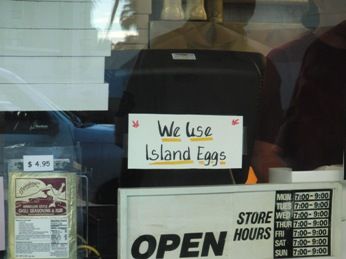 We Use
Island Eggs
$ 4.95
OPEN
STORE
HOURS
MON 7:00-9:00
TUES 7:00-9:00
WED 7:00-9:00
THUR 7:00-9:00
FRI 7:00-9:00
SAT 7:00-9:00
SUN 7:00-9:00